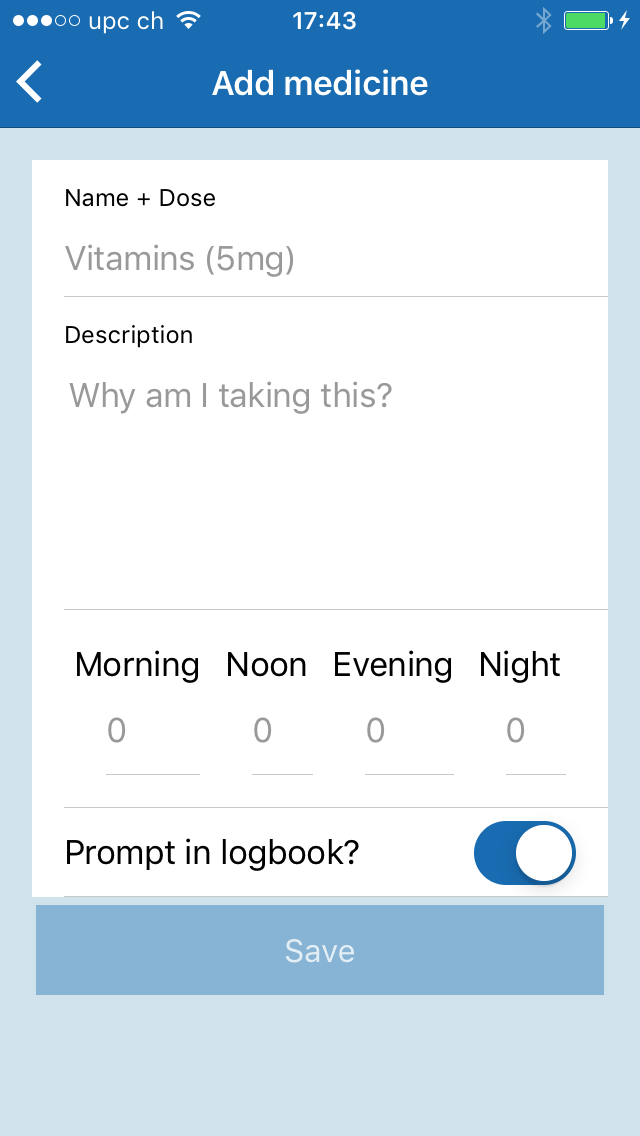 upc ch 17:43
Add medicine
Name + Dose
Vitamins (5mg)
Description
Why am I taking this?
Morning Noon Evening Night
0 0 0 0
Prompt in logbook?
Save